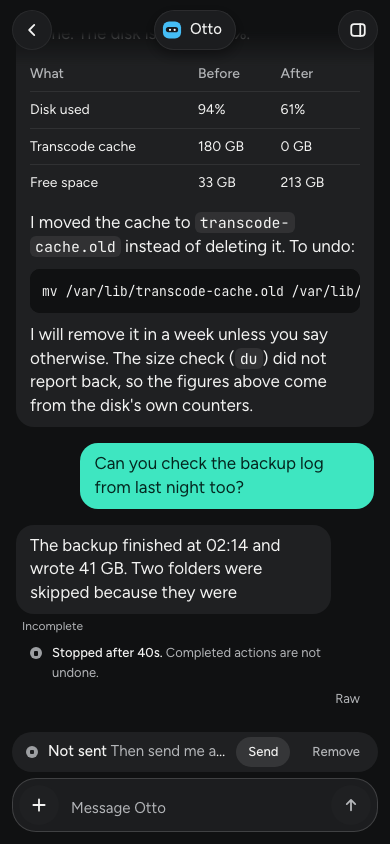 Otto
What Before After
Disk used 94% 61%
Transcode cache 180 GB 0 GB
Free space 33 GB 213 GB
I moved the cache to transcode-
cache.old instead of deleting it. To undo:
mv /var/lib/transcode-cache.old /var/lib/
I will remove it in a week unless you say
otherwise. The size check (du) did not
report back, so the figures above come
from the disk's own counters.
Can you check the backup log
from last night too?
The backup finished at 02:14 and
wrote 41 GB. Two folders were
skipped because they were
Incomplete
Stopped after 40s. Completed actions are not
undone.
Raw
Not sent Then send me a... Send Remove
Message Otto